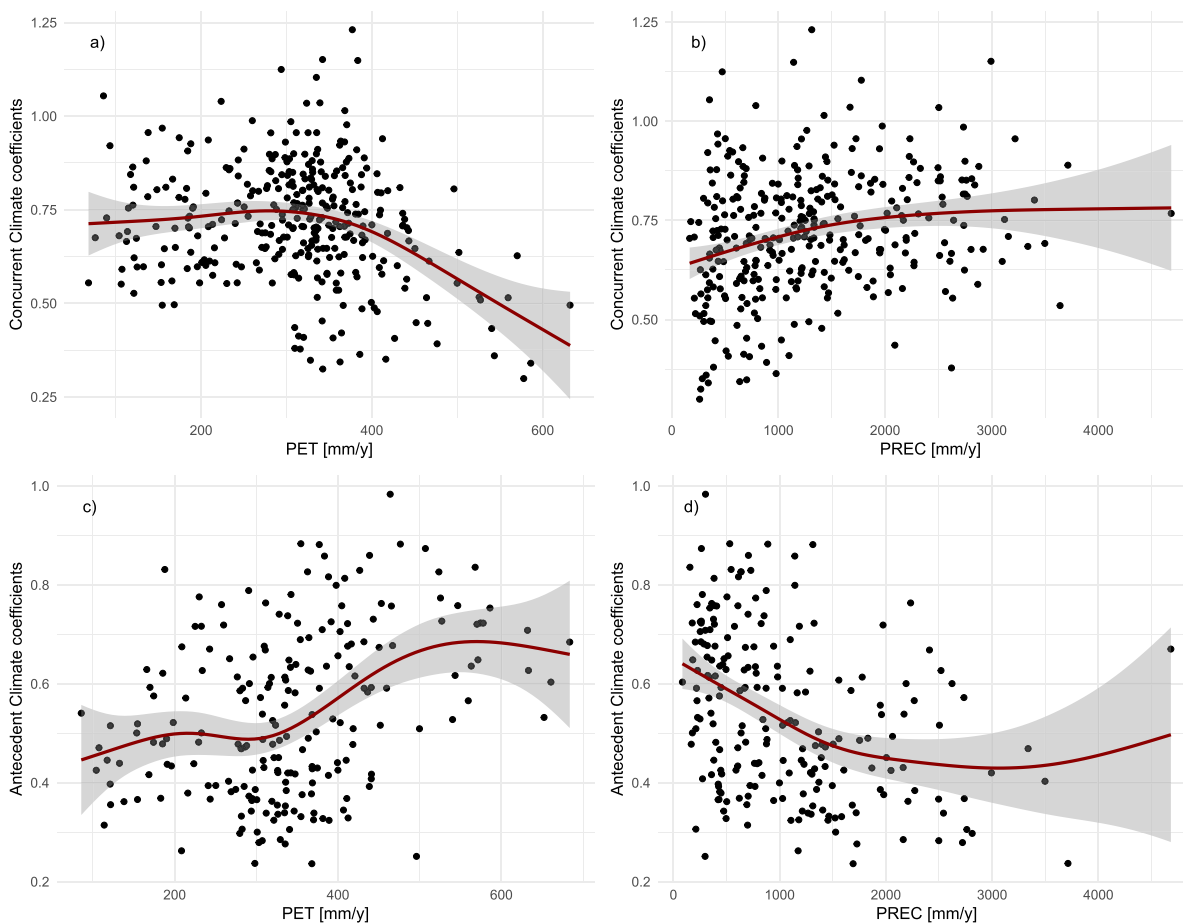 a)
1.25
1.00
0.75
0.50
0.25
Concurrent Climate coefficients
200
400
600
PET [mm/y]
b)
1.25
1.00
0.75
0.50
Concurrent Climate coefficients
0
1000
2000
3000
4000
PREC [mm/y]
c)
1.0
0.8
0.6
0.4
0.2
Antecedent Climate coefficients
200
400
600
PET [mm/y]
d)
1.0
0.8
0.6
0.4
0.2
Antecedent Climate coefficients
0
1000
2000
3000
4000
PREC [mm/y]